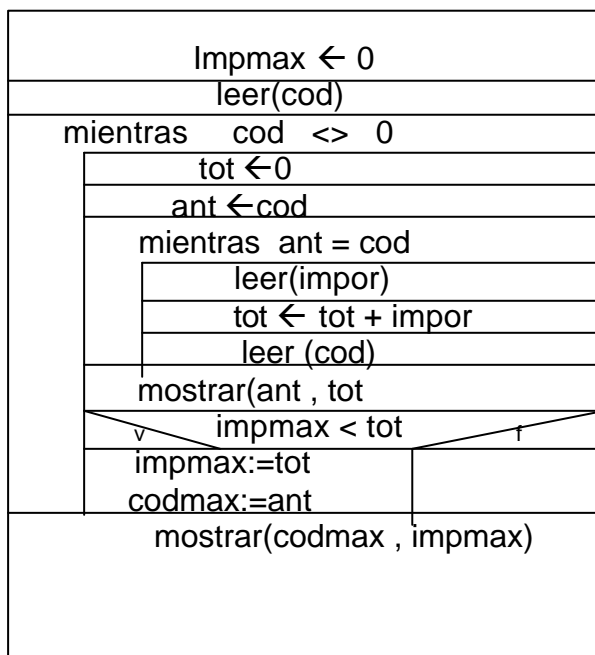 Impmax ← 0
leer(cod)
mientras cod <> 0
tot ←0
ant ←cod
mientras ant = cod
leer(impor)
tot ← tot + impor
leer (cod)
mostrar(ant , tot
v impmax < tot f
impmax:=tot
codmax:=ant
mostrar(codmax , impmax)